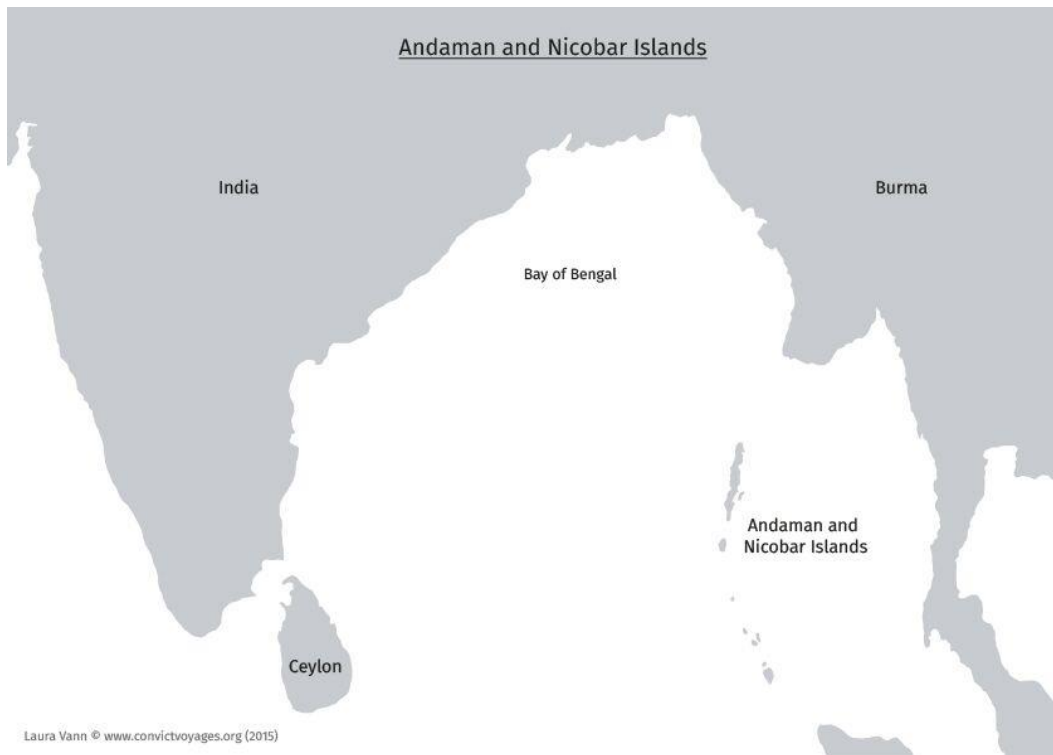 Andaman and Nicobar Islands
India
Burma
Bay of Bengal
Andaman and
Nicobar Islands
Ceylon
Laura Vann © www.convictvoyages.org (2015)